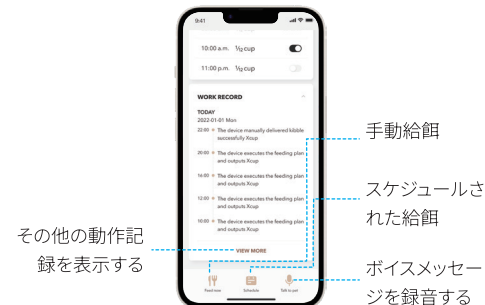 9:41
10:00 a.m. 1/12 cup
11:00 p.m. 1/12 cup
WORK RECORD
TODAY
2022-01-01 Mon
22:00 The device manually delivered kibble
successfully Xcup
20:00 The device executes the feeding plan
and outputs Xcup
16:00 The device executes the feeding plan
and outputs Xcup
12:00 The device executes the feeding plan
and outputs Xcup
10:00 The device executes the feeding plan
and outputs Xcup
VIEW MORE
Feed now Schedule Talk to pet
手動給餌
スケジュールさ
れた給餌
その他の動作記
録を表示する
ボイスメッセー
ジを録音する